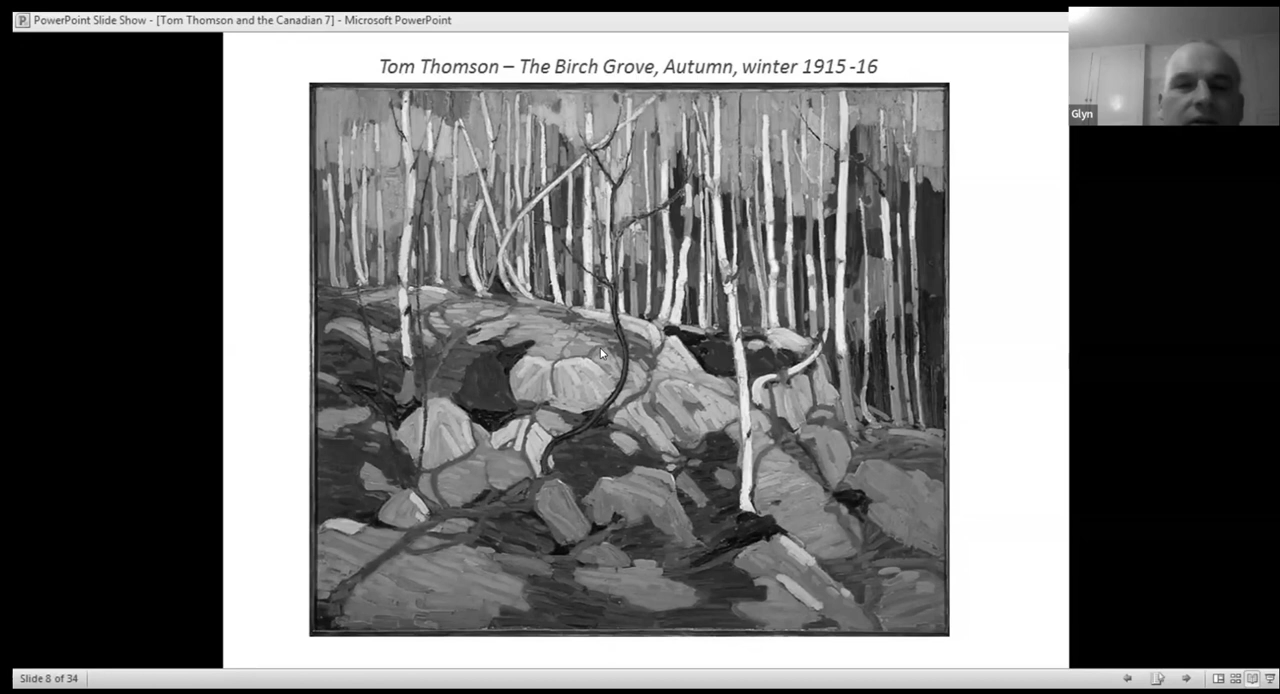 PowerPoint Slide Show - [Tom Thomson and the Canadian 7] - Microsoft PowerPoint
Tom Thomson – The Birch Grove, Autumn, winter 1915 -16
Glyn
Slide 8 of 34